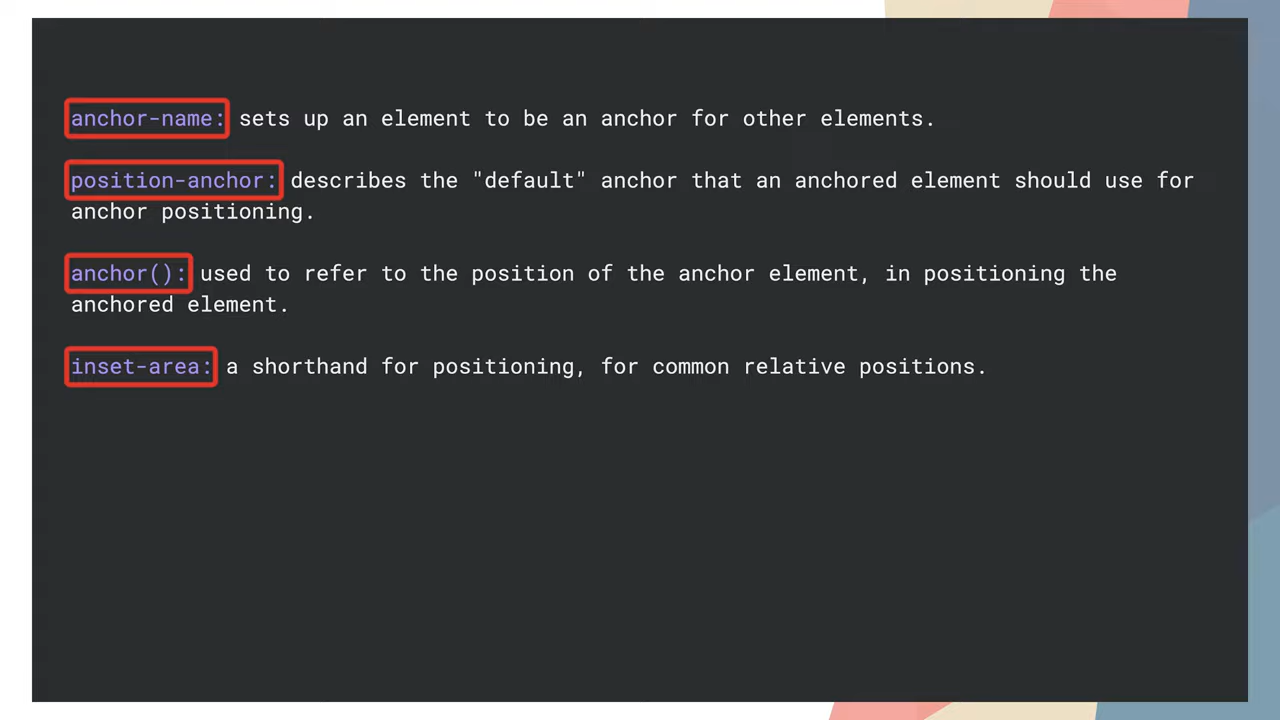 anchor-name: sets up an element to be an anchor for other elements.
position-anchor: describes the "default" anchor that an anchored element should use for
anchor positioning.
anchor(): used to refer to the position of the anchor element, in positioning the
anchored element.
inset-area: a shorthand for positioning, for common relative positions.